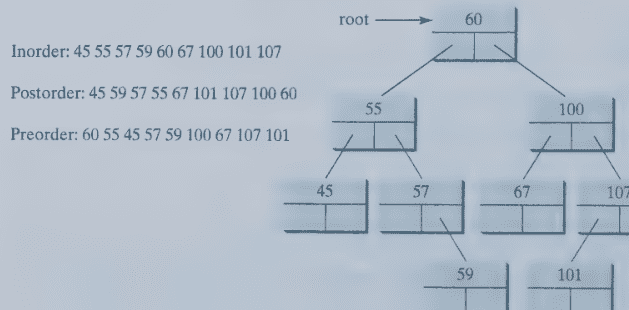 root
60
Inorder: 45 55 57 59 60 67 100 101 107
Postorder: 45 59 57 55 67 101 107 100 60
Preorder: 60 55 45 57 59 100 67 107 101
55 100
45 57 67 107
59 101